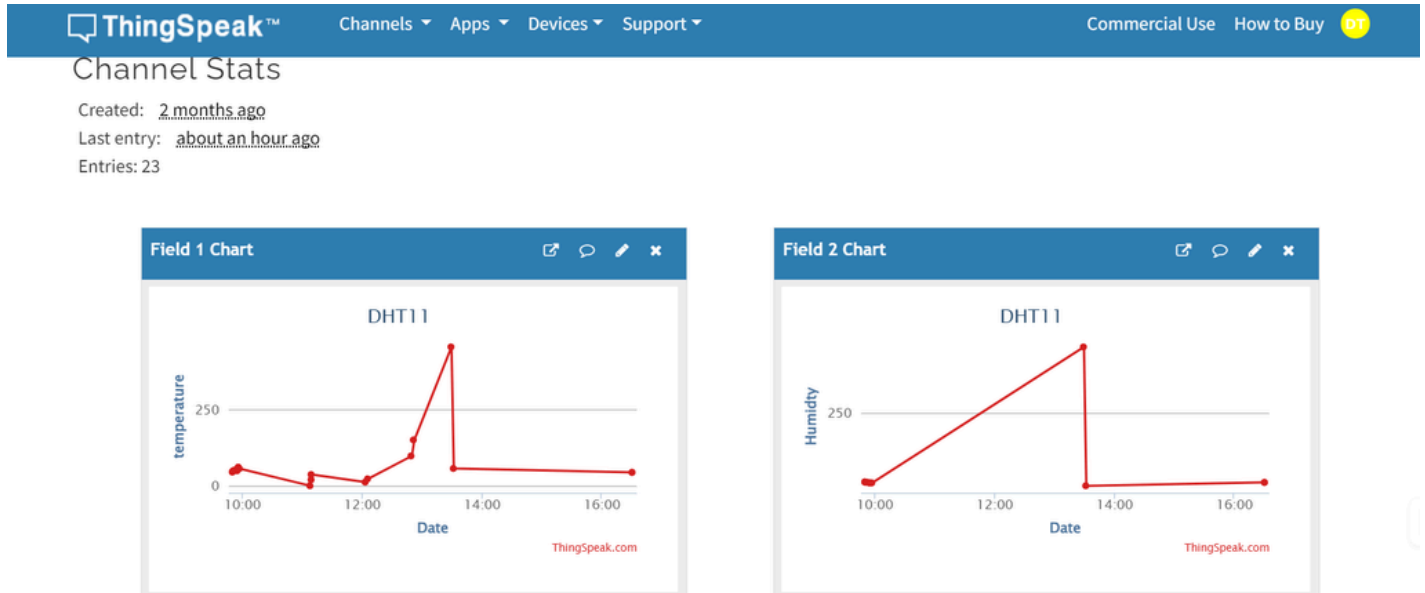 ThingSpeak™ Channels Apps Devices Support Commercial Use How to Buy DT
Channel Stats
Created: 2 months ago
Last entry: about an hour ago
Entries: 23
Field 1 Chart
DHT11
temperature
250
0
10:00 12:00 14:00 16:00
Date
ThingSpeak.com
Field 2 Chart
DHT11
Humidty
250
10:00 12:00 14:00 16:00
Date
ThingSpeak.com